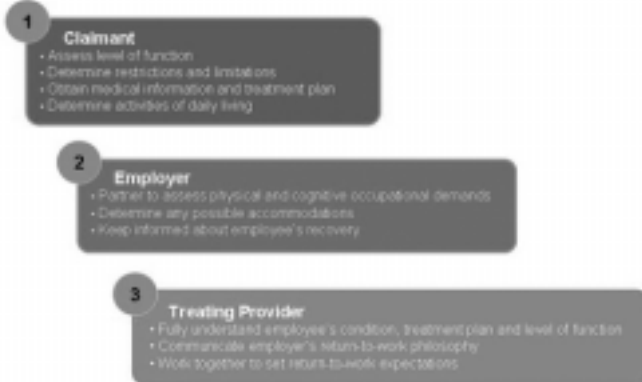 1
Claimant
• Assess level of function
• Determine restrictions and limitations
• Obtain medical information and treatment plan
• Determine activities of daily living
2
Employer
• Partner to assess physical and cognitive occupational demands
• Determine any possible accommodations
• Keep informed about employee's recovery
3
Treating Provider
• Fully understand employee's condition, treatment plan and level of function
• Communicate employer's return-to-work philosophy
• Work together to set return-to-work expectations